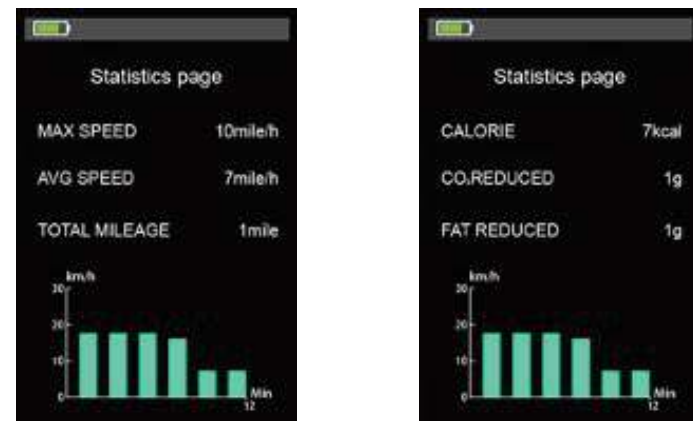 Statistics page
MAX SPEED 10mile/h
AVG SPEED 7mile/h
TOTAL MILEAGE 1mile
km/h
30
20
10
0
Min
12
Statistics page
CALORIE 7kcal
CO₂REDUCED 1g
FAT REDUCED 1g
km/h
30
20
10
0
Min
12